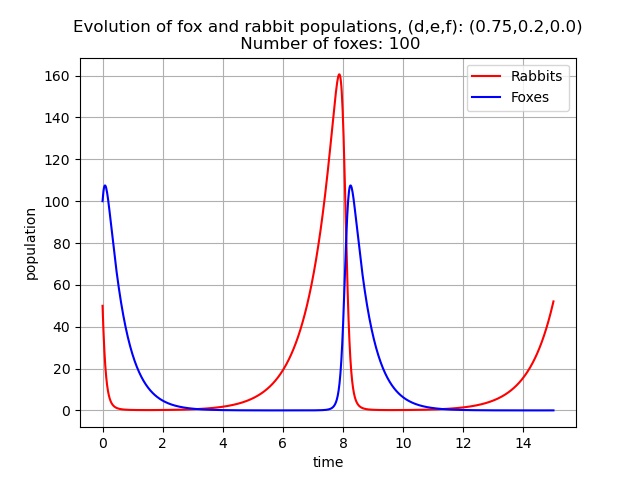 Evolution of fox and rabbit populations, (d,e,f): (0.75,0.2,0.0)
Number of foxes: 100
Rabbits
Foxes
population
160
140
120
100
80
60
40
20
0
0 2 4 6 8 10 12 14
time